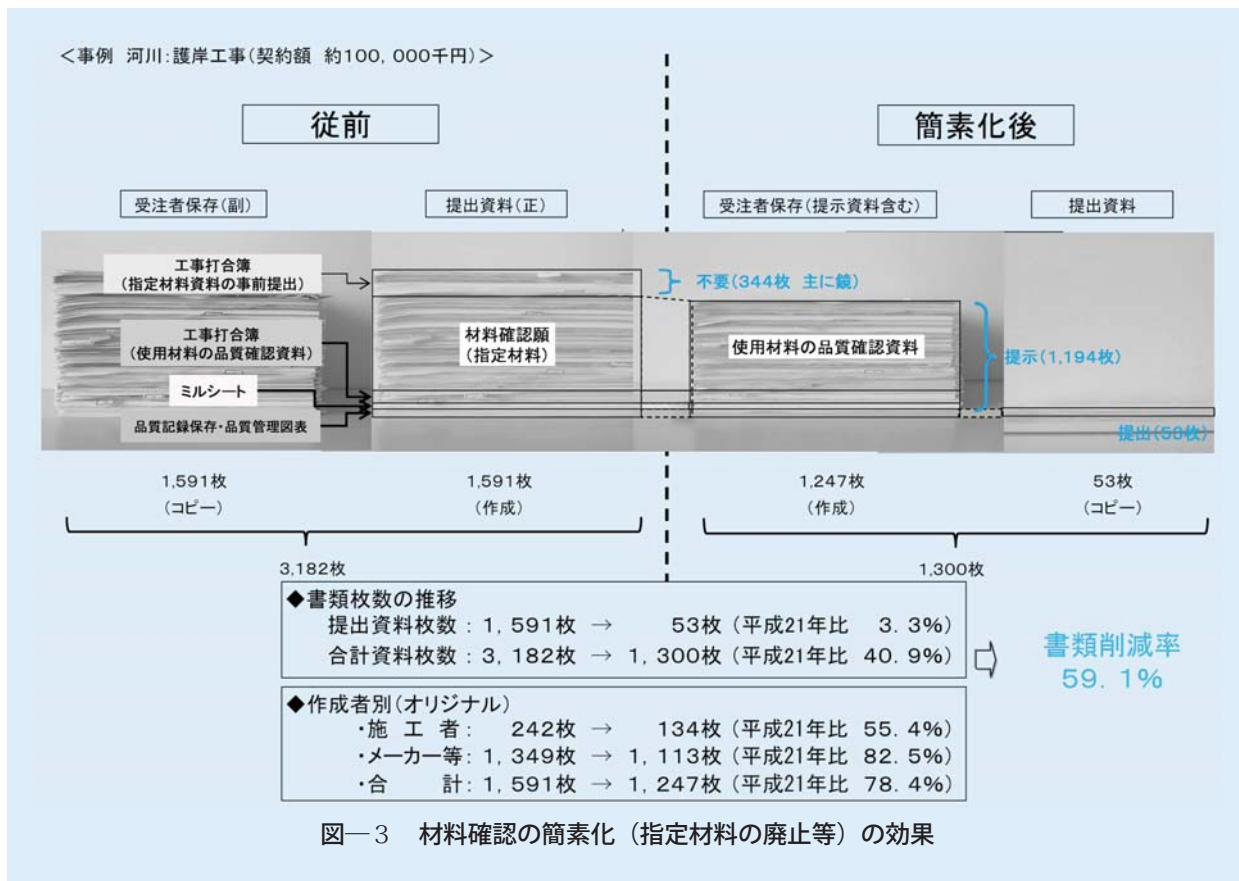 ＜事例 河川：護岸工事（契約額 約１００，０００千円）＞
従前
簡素化後
受注者保存（副）
提出資料（正）
受注者保存（提示資料含む）
提出資料
工事打合簿
（指定材料資料の事前提出）
工事打合簿
（使用材料の品質確認資料）
ミルシート
品質記録保存・品質管理図表
材料確認願
（指定材料）
不要（344枚 主に鏡）
使用材料の品質確認資料
提示（1,194枚）
提出（53枚）
1,591枚
（コピー）
1,591枚
（作成）
1,247枚
（作成）
53枚
（コピー）
3,182枚
1,300枚
◆書類枚数の推移
提出資料枚数：１，５９１枚 → ５３枚（平成21年比 ３．３％）
合計資料枚数：３，１８２枚 → １，３００枚（平成21年比 ４０．９％）
書類削減率
５９．１％
◆作成者別（オリジナル）
・施 工 者： 242枚 → 134枚（平成21年比 ５５．４％）
・メーカー等：１，３４９枚 → １，１１３枚（平成21年比 ８２．５％）
・合 計：１，５９１枚 → １，２４７枚（平成21年比 ７８．４％）
図―３ 材料確認の簡素化（指定材料の廃止等）の効果